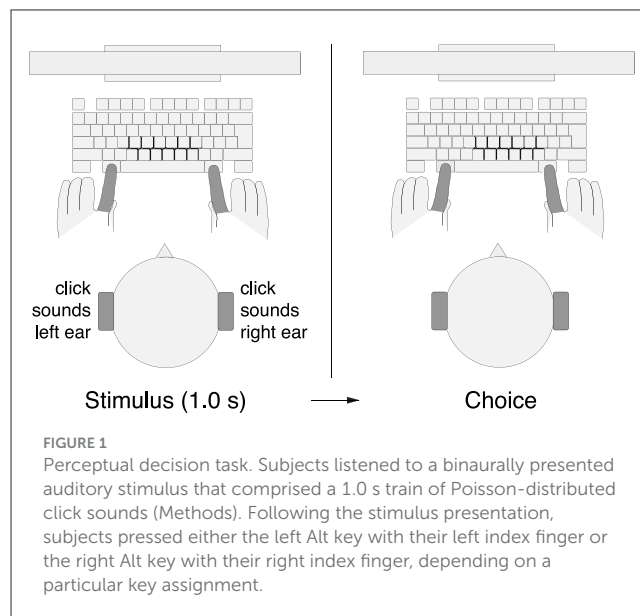 click
sounds
left ear
click
sounds
right ear
Stimulus (1.0 s)
Choice
FIGURE 1
Perceptual decision task. Subjects listened to a binaurally presented
auditory stimulus that comprised a 1.0 s train of Poisson-distributed
click sounds (Methods). Following the stimulus presentation,
subjects pressed either the left Alt key with their left index finger or
the right Alt key with their right index finger, depending on a
particular key assignment.